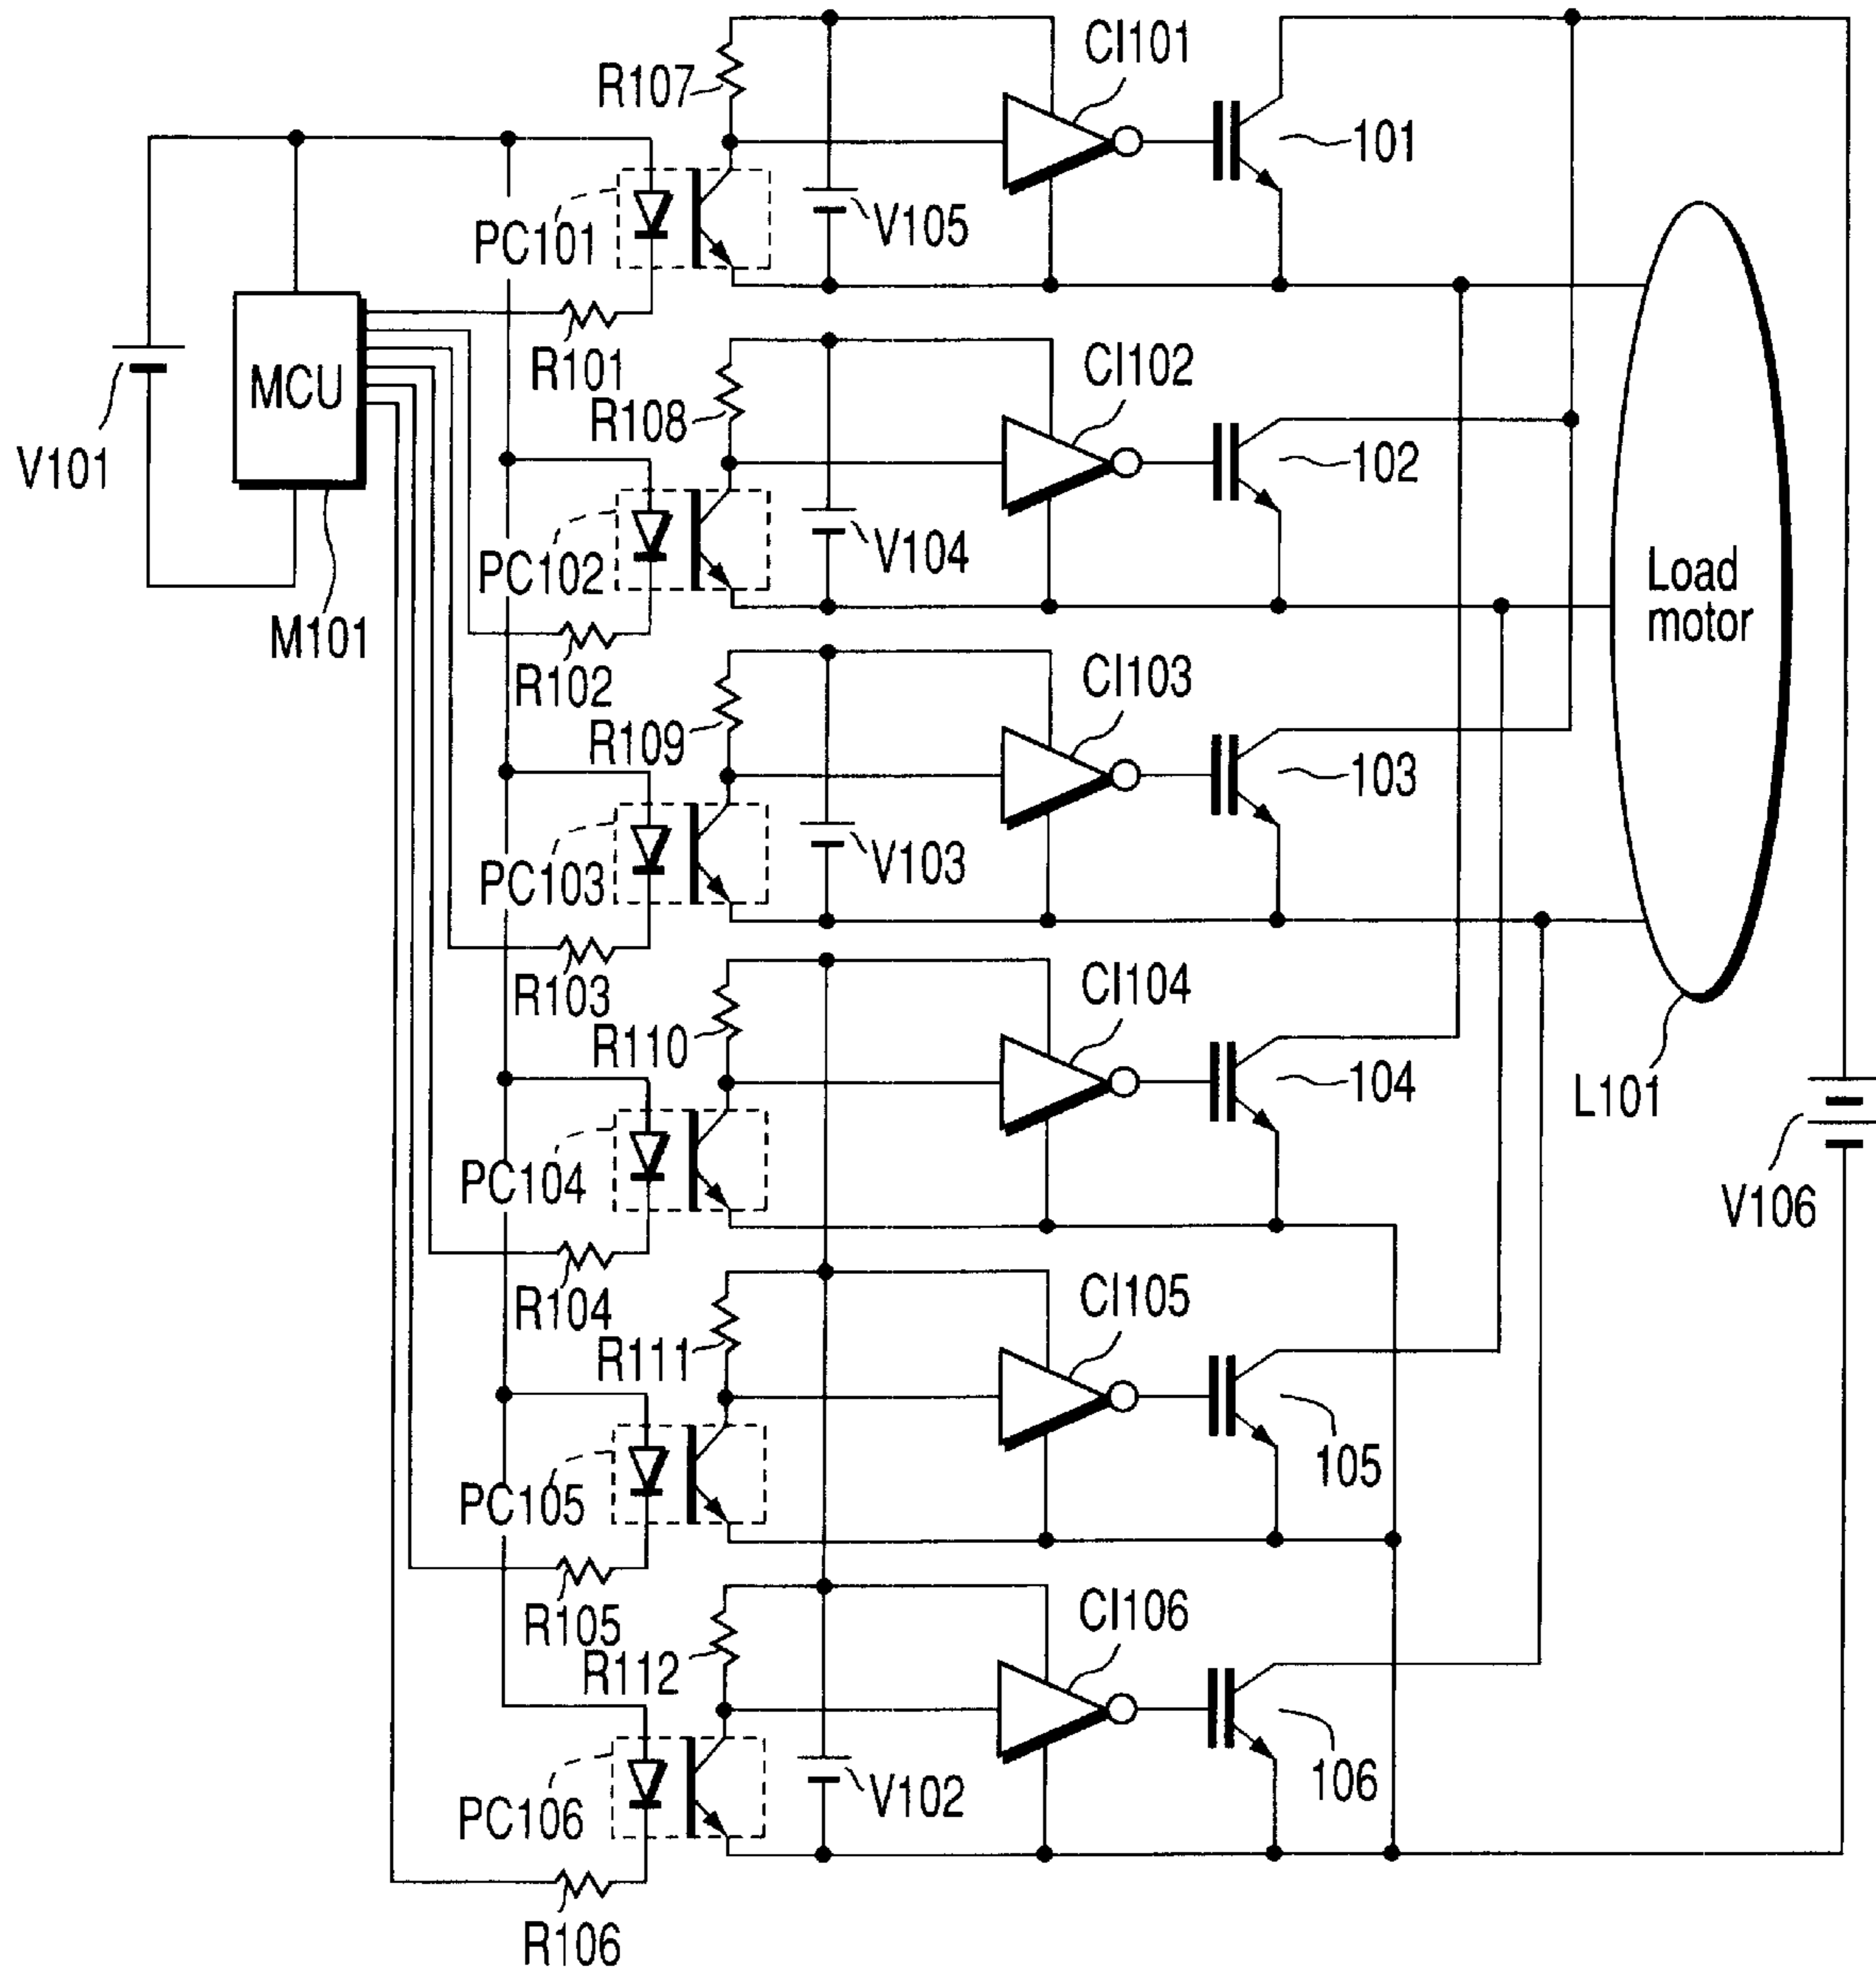 CI101
R107
101
PC101
V105
MCU
R101
CI102
R108
V101
102
PC102
V104
Load
motor
M101
R102
CI103
R109
103
PC103
V103
R103
CI104
R110
104
L101
PC104
V106
R104
CI105
R111
105
PC105
R105
CI106
R112
106
V102
PC106
R106